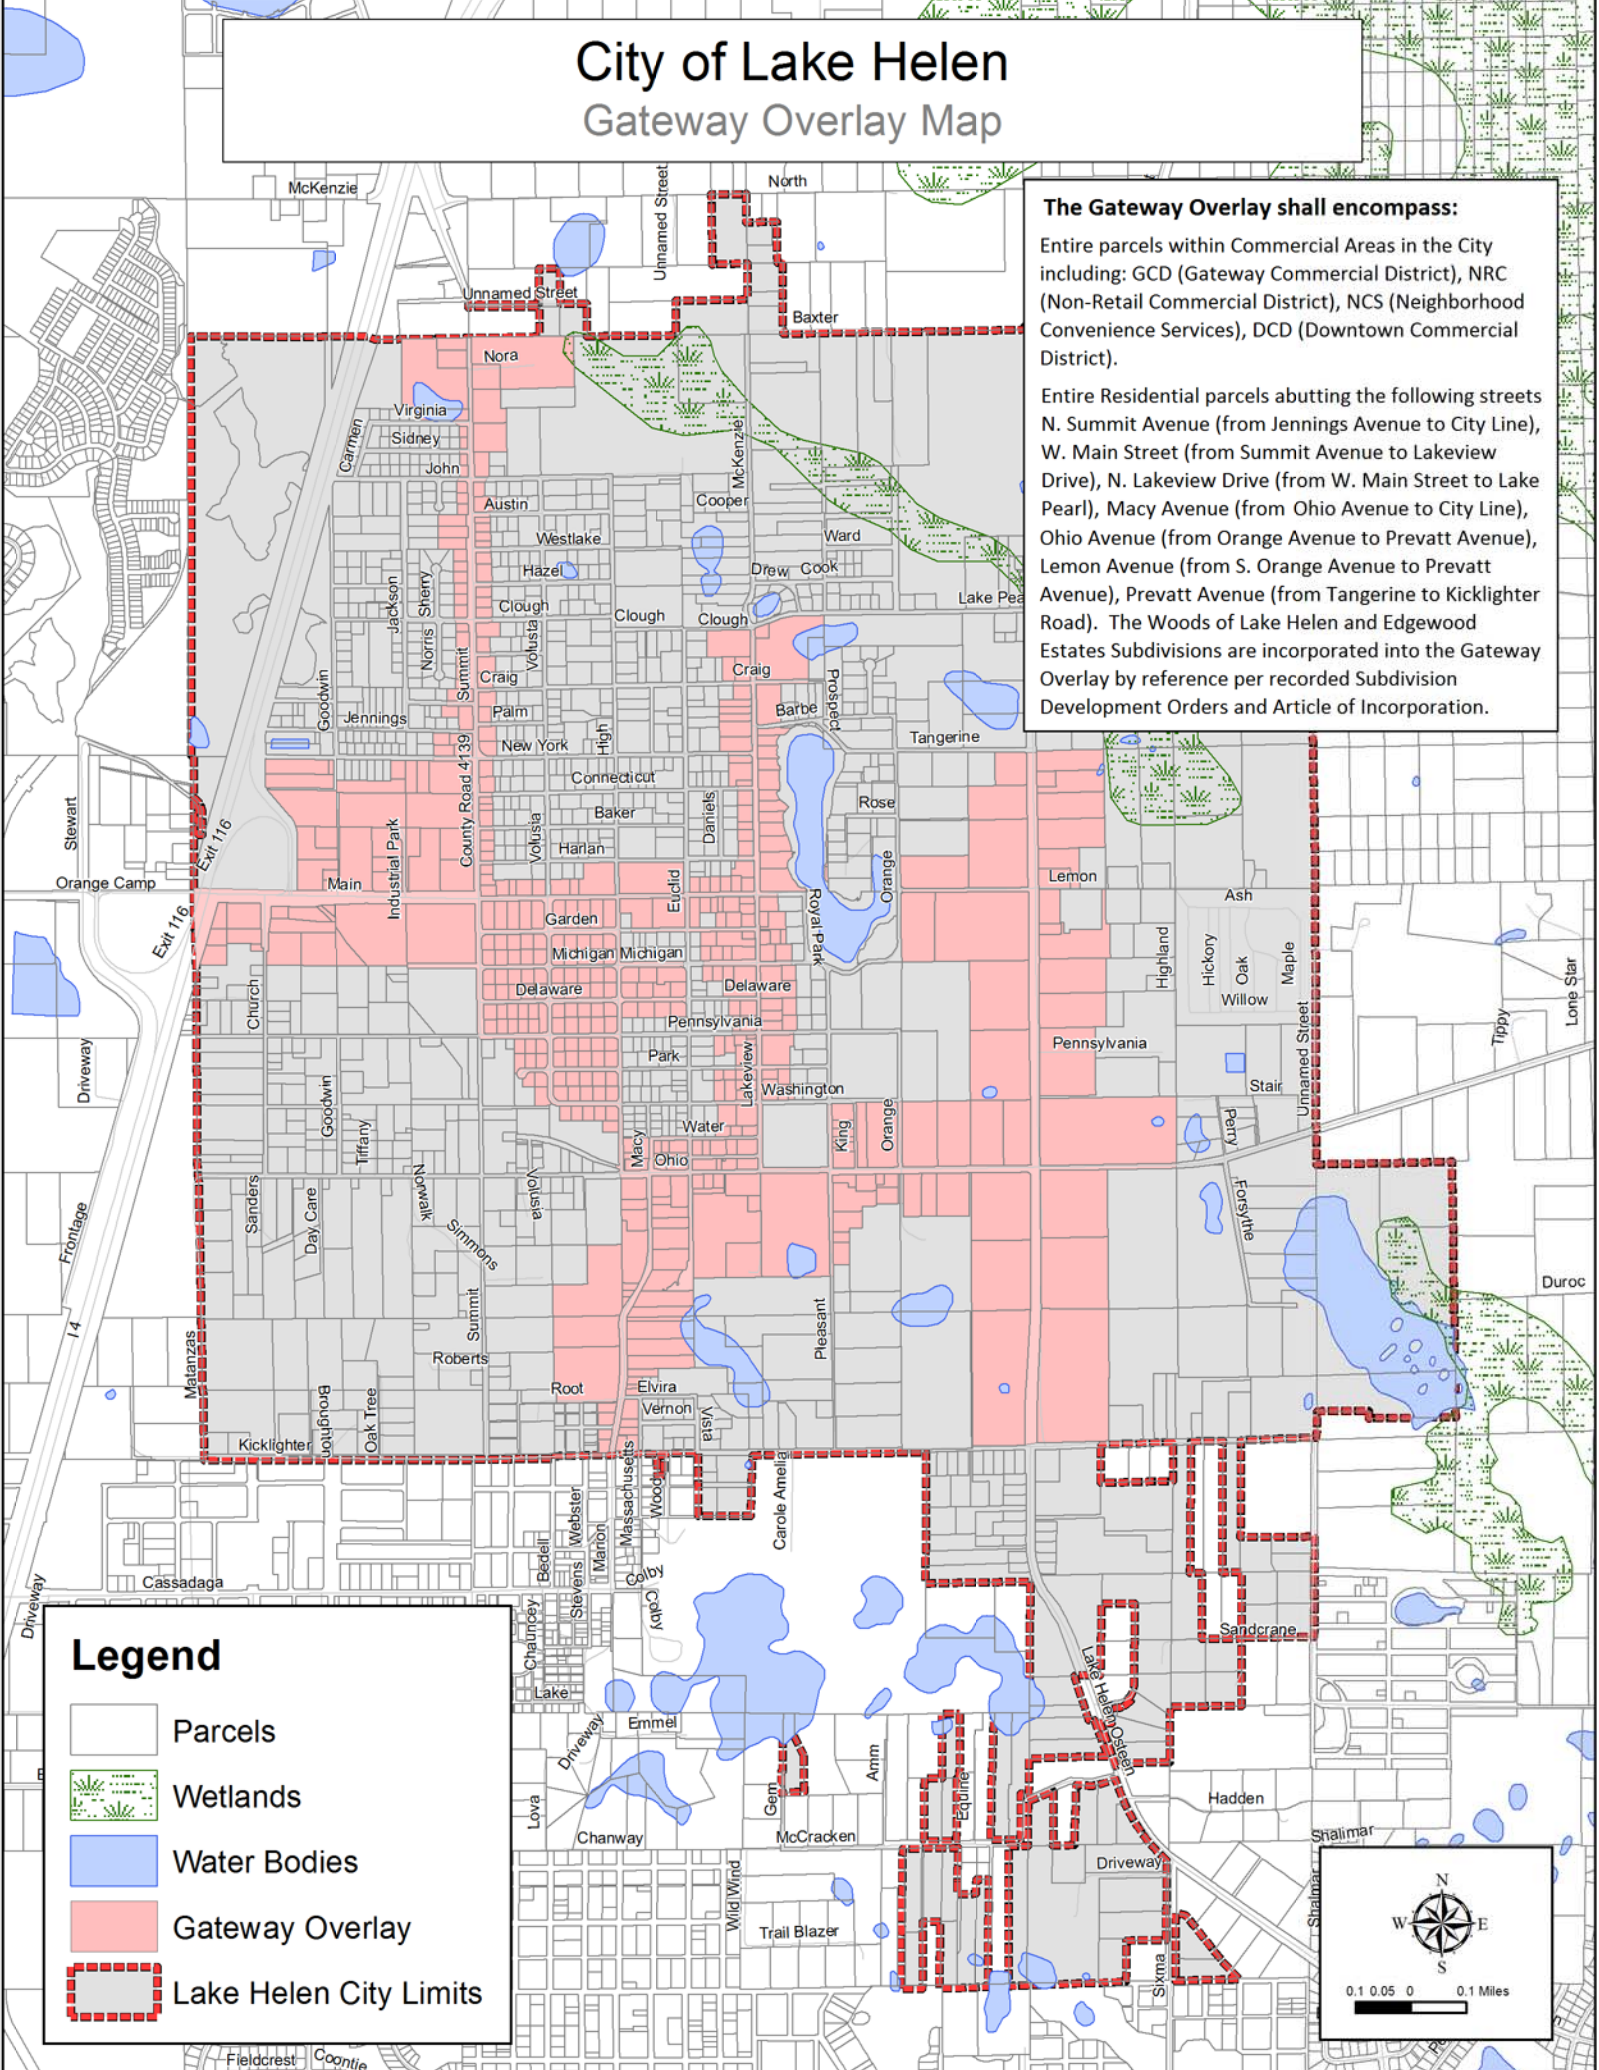 City of Lake Helen
Gateway Overlay Map
The Gateway Overlay shall encompass:
Entire parcels within Commercial Areas in the City
including: GCD (Gateway Commercial District), NRC
(Non-Retail Commercial District), NCS (Neighborhood
Convenience Services), DCD (Downtown Commercial
District).
Entire Residential parcels abutting the following streets
N. Summit Avenue (from Jennings Avenue to City Line),
W. Main Street (from Summit Avenue to Lakeview
Drive), N. Lakeview Drive (from W. Main Street to Lake
Pearl), Macy Avenue (from Ohio Avenue to City Line),
Ohio Avenue (from Orange Avenue to Prevatt Avenue),
Lemon Avenue (from S. Orange Avenue to Prevatt
Avenue), Prevatt Avenue (from Tangerine to Kicklighter
Road). The Woods of Lake Helen and Edgewood
Estates Subdivisions are incorporated into the Gateway
Overlay by reference per recorded Subdivision
Development Orders and Article of Incorporation.
McKenzie
North
Unnamed Street
Unnamed Street
Baxter
Nora
Virginia
Sidney
Carmen
John
McKenzie
Austin
Cooper
Westlake
Ward
Hazel
Drew
Cook
Jackson
Sherry
Clough
Clough
Clough
Lake Pea
Norris
Volusta
Summit
Craig
Craig
Goodwin
Prospect
Jennings
Palm
Barbe
High
New York
Tangerine
County Road 4139
Connecticut
Stewart
Baker
Daniels
Rose
Exit 116
Volusia
Harlan
Industrial Park
Orange Camp
Main
Euclid
Orange
Lemon
Ash
Garden
Royal Park
Exit 116
Michigan
Michigan
Highland
Hickory
Oak
Maple
Lone Star
Delaware
Delaware
Willow
Church
Pennsylvania
Pennsylvania
Unnamed Street
Tippy
Driveway
Park
Lakeview
Washington
Stair
Goodwin
Tiffany
Water
King
Orange
Perry
Macy
Ohio
Sanders
Day Care
Norwalk
Volusia
Simmons
Forsythe
Frontage
Duroc
I 4
Summit
Pleasant
Matanzas
Roberts
Root
Elvira
Vernon
Vista
Broughton
Oak Tree
Kicklighter
Massachusetts
Wood
Carole Amelia
Webster
Marion
Bedell
Stevens
Cassadaga
Colby
Colby
Driveway
Chauncey
Sandcrane
Lake Helen Osteen
Lake
Emmel
Driveway
Amm
Gem
Equine
Lova
Hadden
Chanway
McCracken
Shalimar
Driveway
Wild Wind
Trail Blazer
Shalimar
Sixma
Fieldcrest
Coontie
Legend
Parcels
Wetlands
Water Bodies
Gateway Overlay
Lake Helen City Limits
N
W
E
S
0.1 0.05 0 0.1 Miles